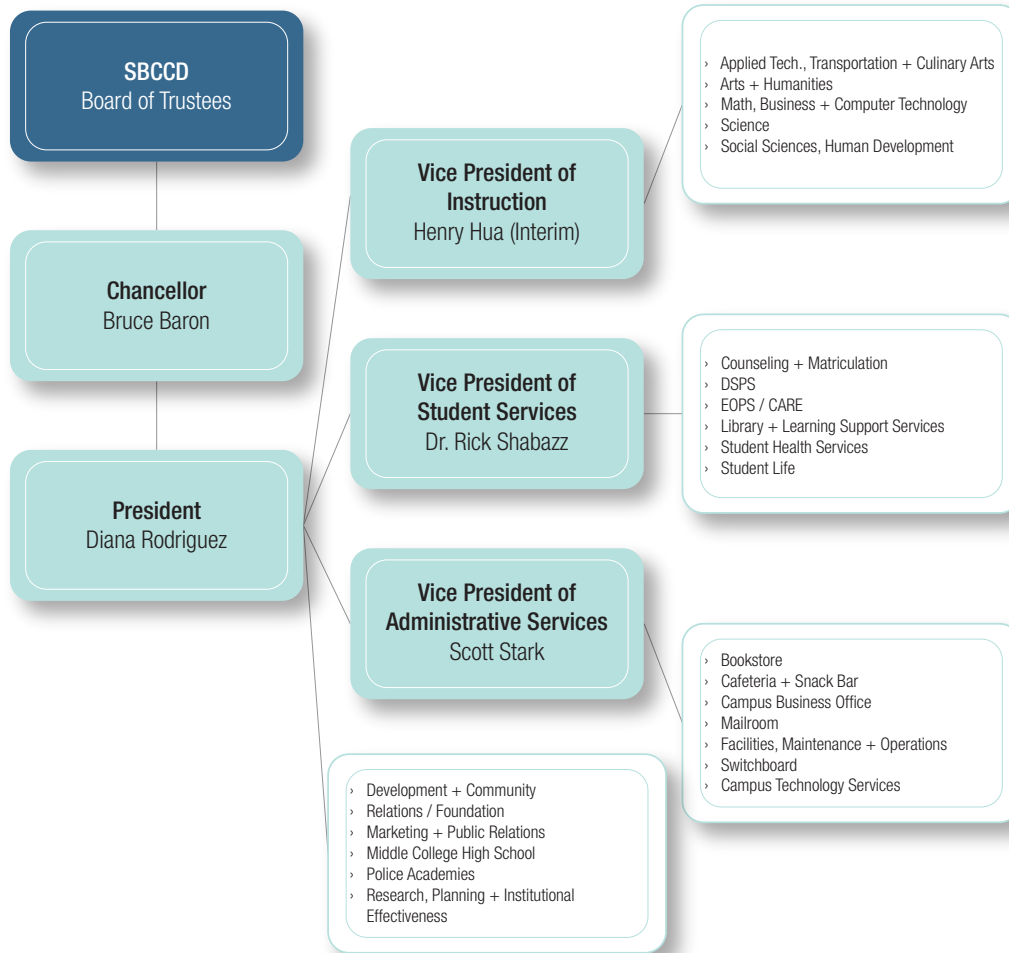 SBCCD
Board of Trustees
Chancellor
Bruce Baron
President
Diana Rodriguez
Vice President of
Instruction
Henry Hua (Interim)
› Applied Tech., Transportation + Culinary Arts
› Arts + Humanities
› Math, Business + Computer Technology
› Science
› Social Sciences, Human Development
Vice President of
Student Services
Dr. Rick Shabazz
› Counseling + Matriculation
› DSPS
› EOPS / CARE
› Library + Learning Support Services
› Student Health Services
› Student Life
Vice President of
Administrative Services
Scott Stark
› Bookstore
› Cafeteria + Snack Bar
› Campus Business Office
› Mailroom
› Facilities, Maintenance + Operations
› Switchboard
› Campus Technology Services
› Development + Community
› Relations / Foundation
› Marketing + Public Relations
› Middle College High School
› Police Academies
› Research, Planning + Institutional
Effectiveness